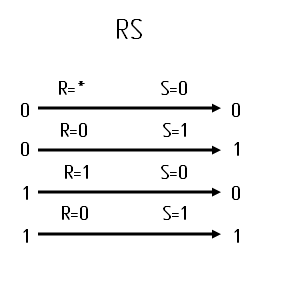 RS
R=* S=0
0 0
R=0 S=1
0 1
R=1 S=0
1 0
R=0 S=1
1 1